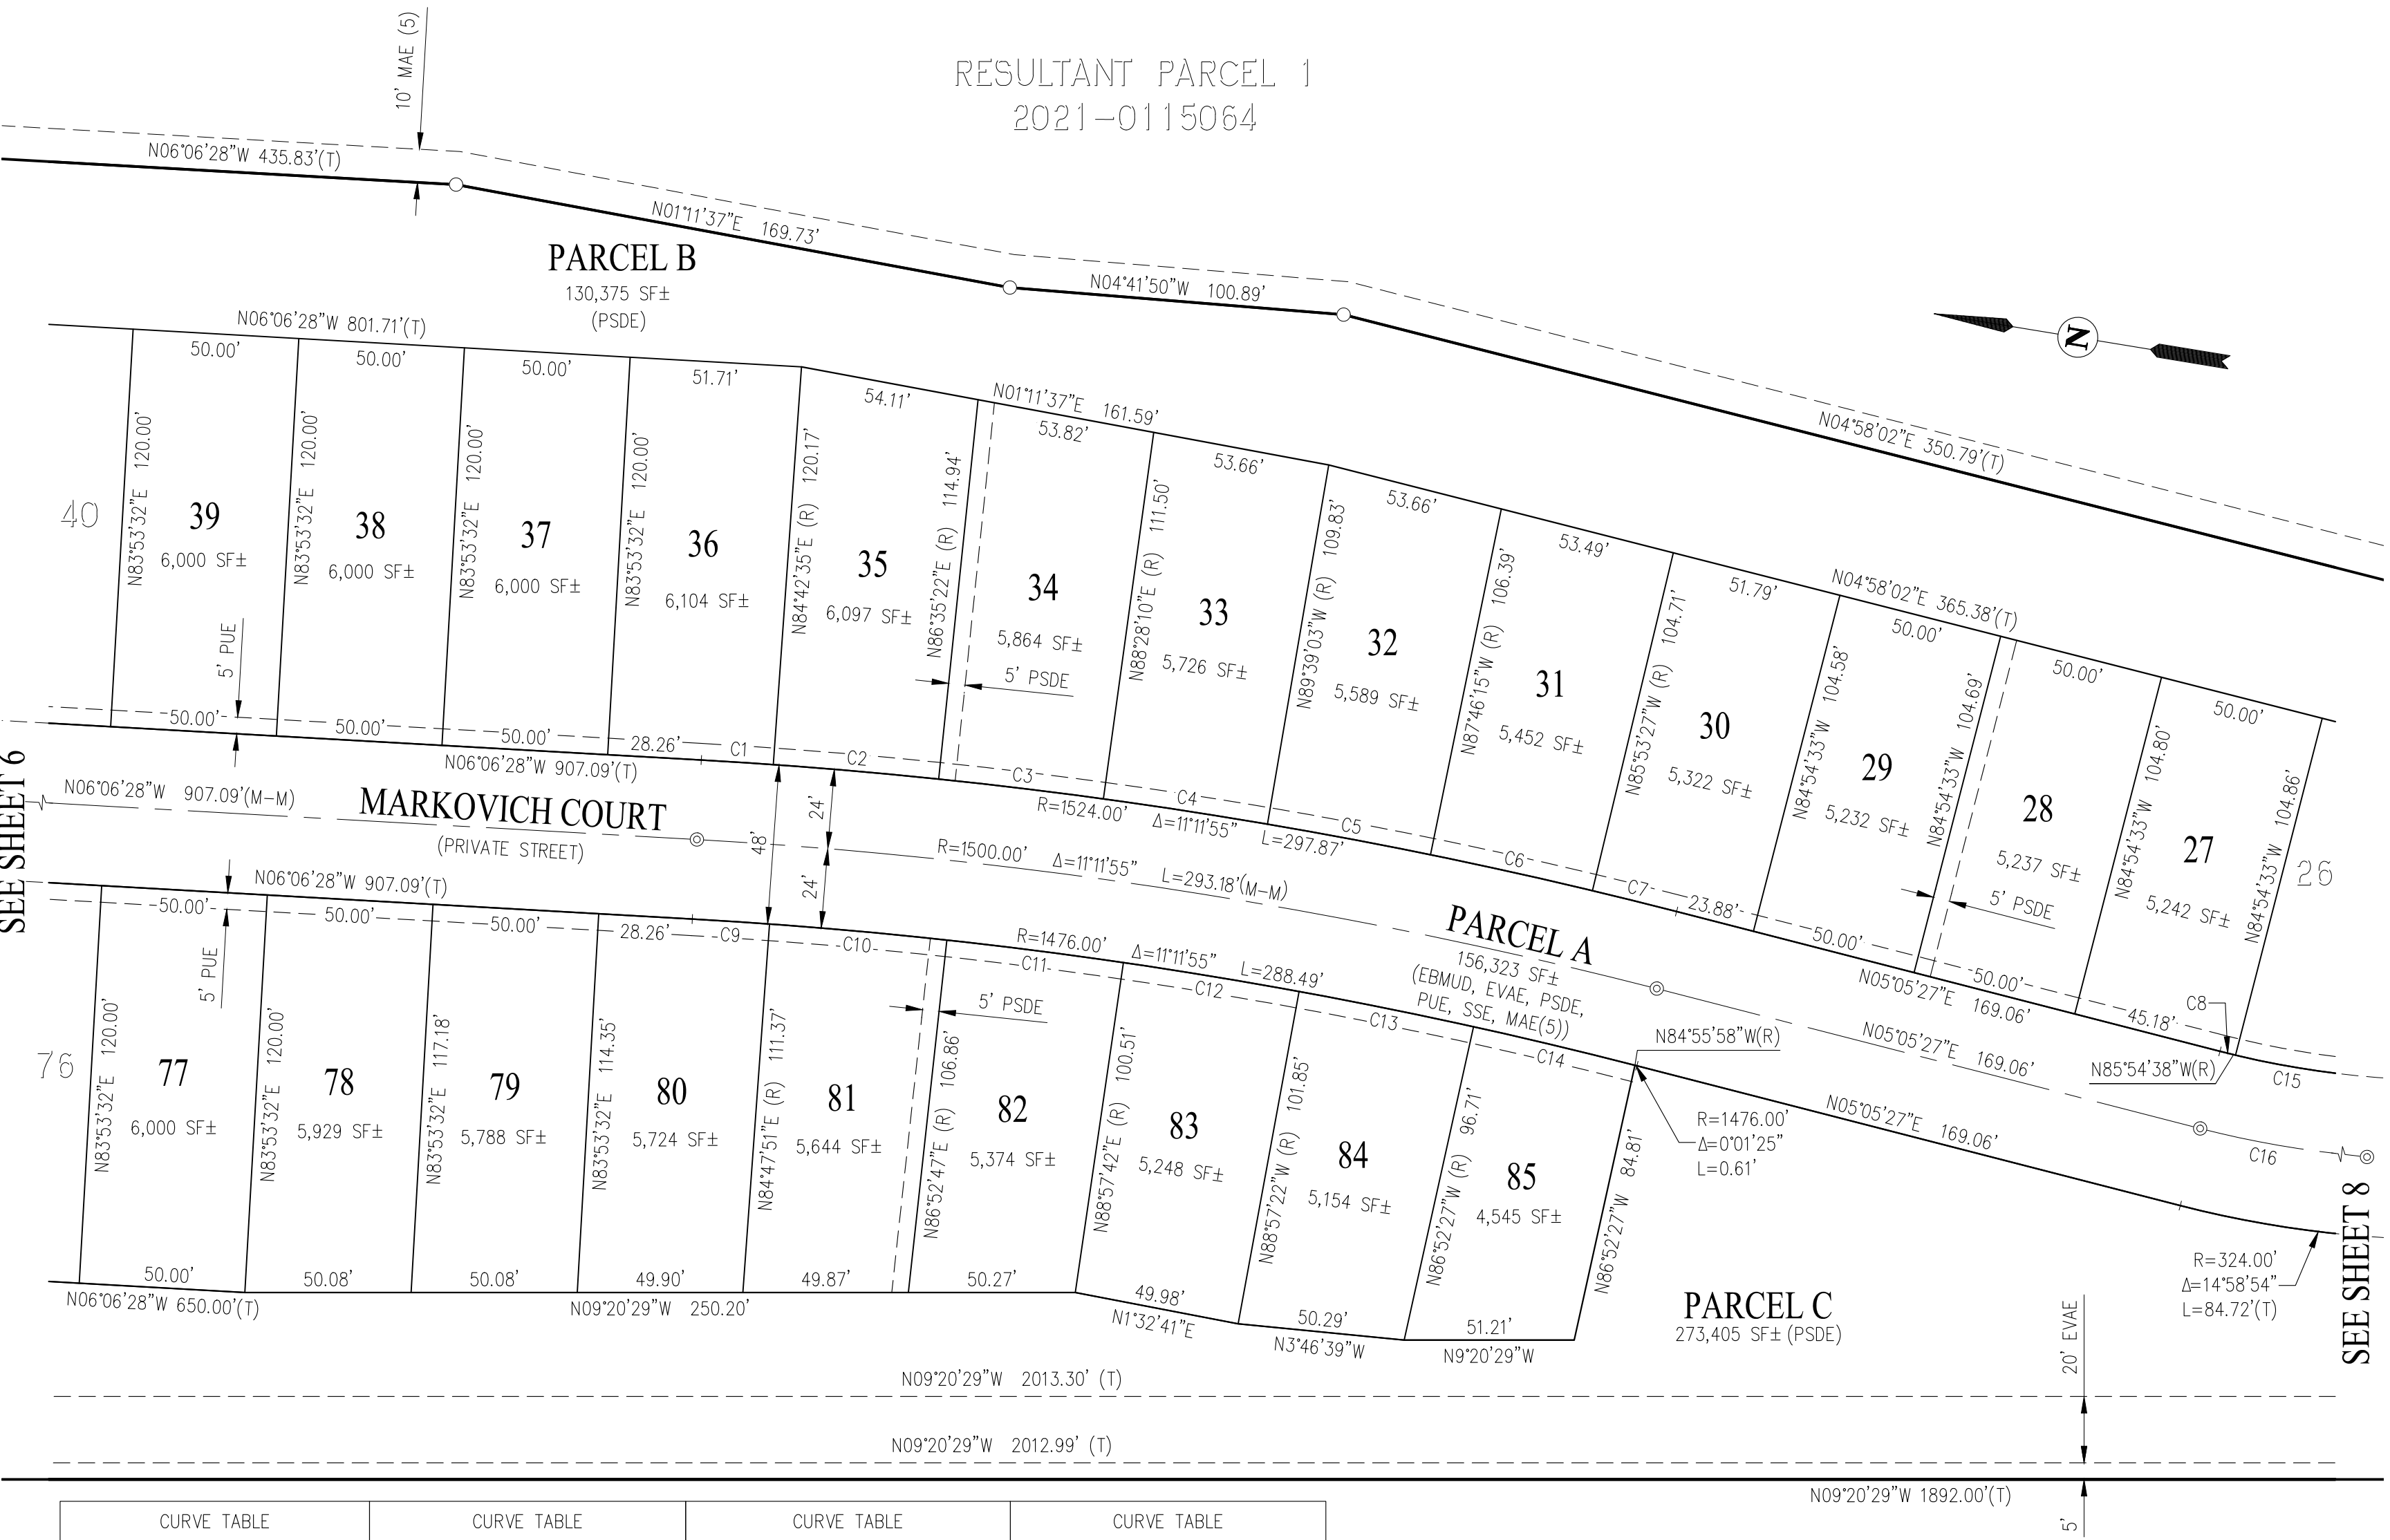 RESULTANT PARCEL 1
2021-0115064
10' MAE (5)
N06°06'28"W 435.83'(T)
N01°11'37"E 169.73'
N04°41'50"W 100.89'
N04°58'02"E 350.79'(T)
PARCEL B
130,375 SF±
(PSDE)
N
N06°06'28"W 801.71'(T)
N01°11'37"E 161.59'
N04°58'02"E 365.38'(T)
50.00'
50.00'
50.00'
51.71'
54.11'
53.82'
53.66'
53.66'
53.49'
51.79'
50.00'
50.00'
50.00'
40
N83°53'32"E 120.00'
39
6,000 SF±
N83°53'32"E 120.00'
38
6,000 SF±
N83°53'32"E 120.00'
37
6,000 SF±
N83°53'32"E 120.00'
36
6,104 SF±
N84°42'35"E (R) 120.17'
35
6,097 SF±
N86°35'22"E (R) 114.94'
34
5,864 SF±
5' PSDE
N88°28'10"E (R) 111.50'
33
5,726 SF±
N89°39'03"W (R) 109.83'
32
5,589 SF±
N87°46'15"W (R) 106.39'
31
5,452 SF±
N85°53'27"W (R) 104.71'
30
5,322 SF±
N84°54'33"W 104.58'
29
5,232 SF±
N84°54'33"W 104.69'
28
5,237 SF±
5' PSDE
N84°54'33"W 104.80'
27
5,242 SF±
N84°54'33"W 104.86'
26
5' PUE
50.00'
50.00'
50.00'
28.26'
C1
C2
C3
C4
C5
C6
C7
23.88'
50.00'
50.00'
45.18'
C8
C15
N06°06'28"W 907.09'(T)
R=1524.00' Δ=11°11'55" L=297.87'
N05°05'27"E 169.06'
N85°54'38"W(R)
SEE SHEET 6
N06°06'28"W 907.09'(M-M)
MARKOVICH COURT
(PRIVATE STREET)
48'
24'
24'
R=1500.00' Δ=11°11'55" L=293.18'(M-M)
PARCEL A
156,323 SF±
(EBMUD, EVAE, PSDE,
PUE, SSE, MAE(5))
N05°05'27"E 169.06'
C16
N06°06'28"W 907.09'(T)
R=1476.00' Δ=11°11'55" L=288.49'
N84°55'58"W(R)
N05°05'27"E 169.06'
R=1476.00'
Δ=0°01'25"
L=0.61'
50.00'
50.00'
50.00'
28.26'
C9
C10
C11
C12
C13
C14
5' PUE
5' PSDE
76
N83°53'32"E 120.00'
77
6,000 SF±
N83°53'32"E 120.00'
78
5,929 SF±
N83°53'32"E 117.18'
79
5,788 SF±
N83°53'32"E 114.35'
80
5,724 SF±
N84°47'51"E (R) 111.37'
81
5,644 SF±
N86°52'47"E (R) 106.86'
82
5,374 SF±
N88°57'42"E (R) 100.51'
83
5,248 SF±
N88°57'22"W (R) 101.85'
84
5,154 SF±
N86°52'27"W (R) 96.71'
85
4,545 SF±
N86°52'27"W 84.81'
50.00'
50.08'
50.08'
49.90'
49.87'
50.27'
49.98'
50.29'
51.21'
N06°06'28"W 650.00'(T)
N09°20'29"W 250.20'
N1°32'41"E
N3°46'39"W
N9°20'29"W
PARCEL C
273,405 SF± (PSDE)
R=324.00'
Δ=14°58'54"
L=84.72'(T)
SEE SHEET 8
20' EVAE
N09°20'29"W 2013.30' (T)
N09°20'29"W 2012.99' (T)
N09°20'29"W 1892.00'(T)
5'
CURVE TABLE
CURVE TABLE
CURVE TABLE
CURVE TABLE